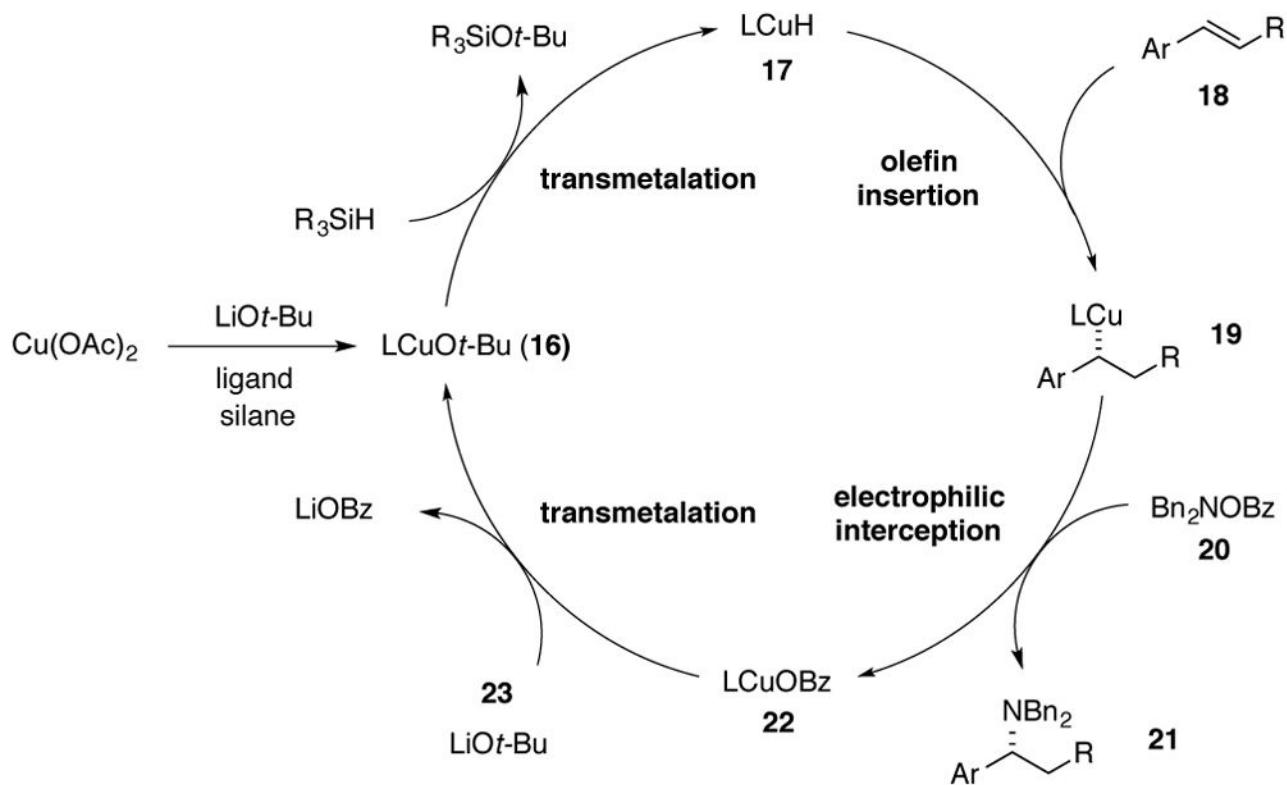 R₃SiOt-Bu
LCuH
17
Ar
R
18
transmetalation
olefin
insertion
R₃SiH
Cu(OAc)₂
LiOt-Bu
ligand
silane
LCuOt-Bu (16)
LCu
19
Ar
R
LiOBz
transmetalation
electrophilic
interception
Bn₂NOBz
20
23
LiOt-Bu
LCuOBz
22
NBn₂
21
Ar
R